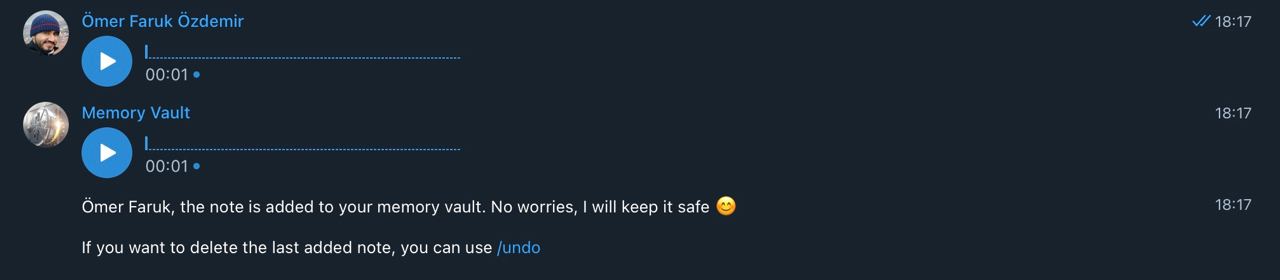 Ömer Faruk Özdemir
18:17
00:01
Memory Vault
18:17
00:01
Ömer Faruk, the note is added to your memory vault. No worries, I will keep it safe 😊
18:17
If you want to delete the last added note, you can use /undo